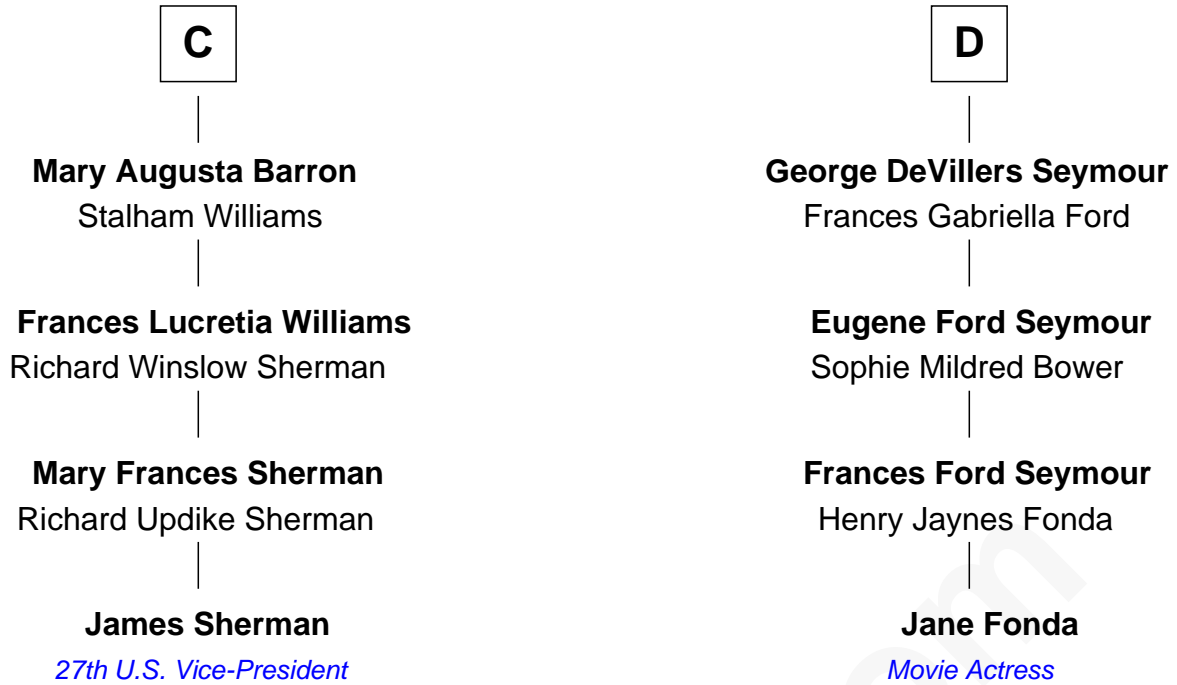 C
Mary Augusta Barron
Stalham Williams
Frances Lucretia Williams
Richard Winslow Sherman
Mary Frances Sherman
Richard Updike Sherman
James Sherman
27th U.S. Vice-President
D
George DeVillers Seymour
Frances Gabriella Ford
Eugene Ford Seymour
Sophie Mildred Bower
Frances Ford Seymour
Henry Jaynes Fonda
Jane Fonda
Movie Actress